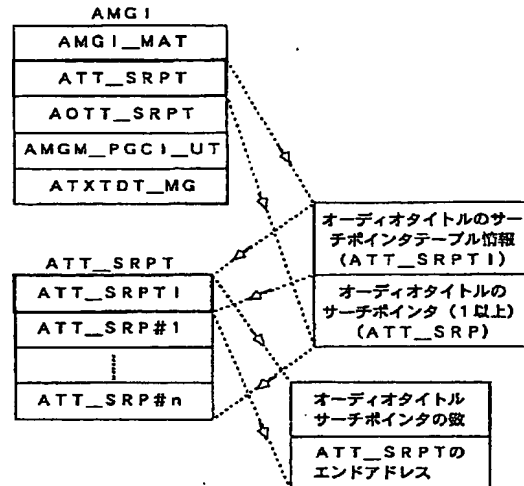 AMGI
AMGI_MAT
ATT_SRPT
AOTT_SRPT
AMGM_PGCI_UT
ATXTDT_MG
オーディオタイトルのサー
チポインタテーブル情報
(ATT_SRPTI)
オーディオタイトルの
サーチポインタ(1以上)
(ATT_SRP)
ATT_SRPT
ATT_SRPTI
ATT_SRP#1
ATT_SRP#n
オーディオタイトル
サーチポインタの数
ATT_SRPTの
エンドアドレス